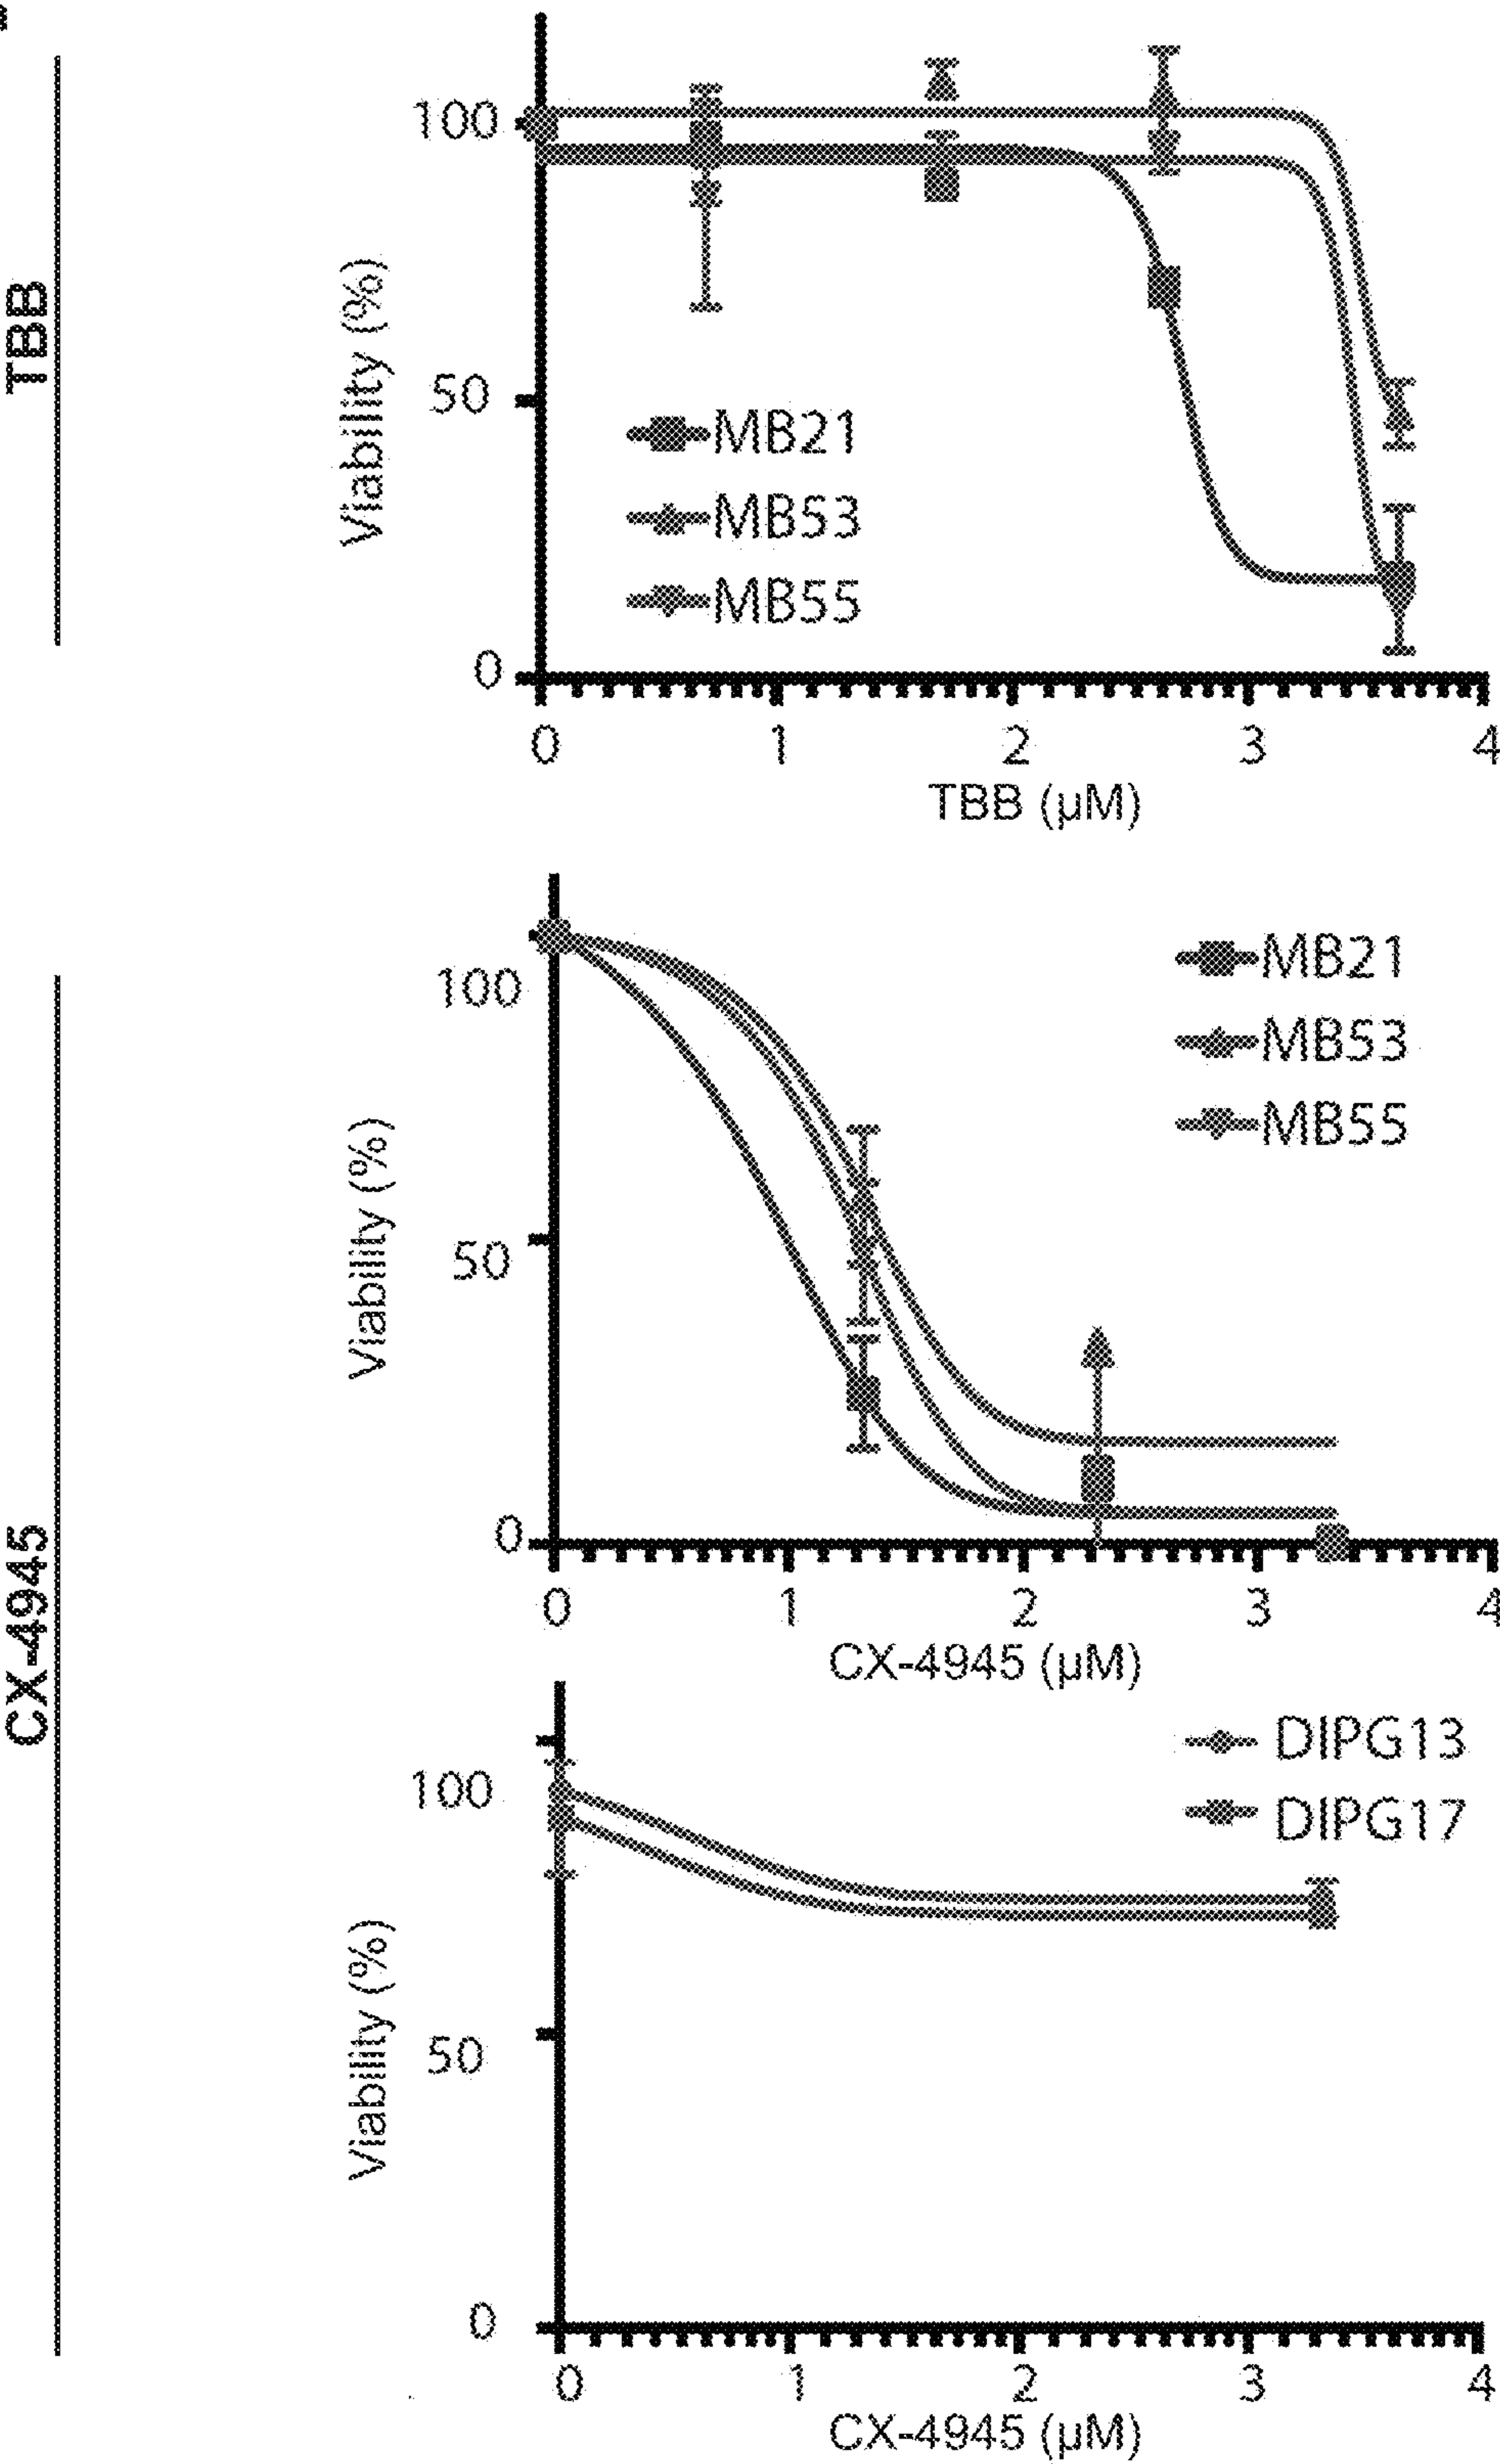 TBB
Viability (%)
100
50
0
MB21
MB53
MB55
0 1 2 3 4
TBB (µM)
CX-4945
Viability (%)
100
50
0
MB21
MB53
MB55
0 1 2 3 4
CX-4945 (µM)
Viability (%)
100
50
0
DIPG13
DIPG17
0 1 2 3 4
CX-4945 (µM)